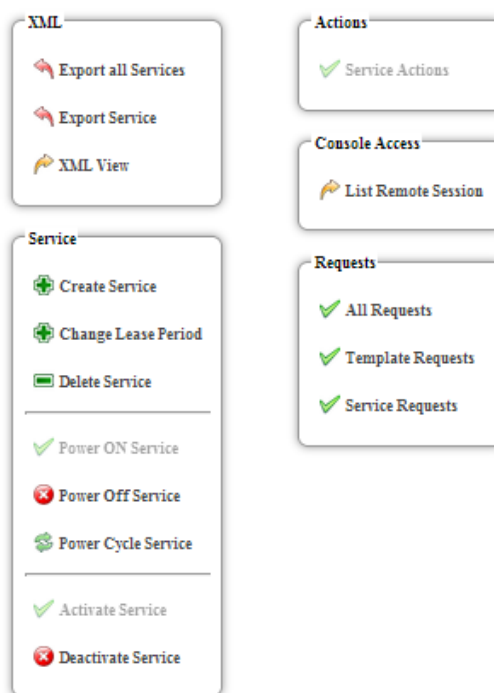 XML
Export all Services
Export Service
XML View
Service
Create Service
Change Lease Period
Delete Service
Power ON Service
Power Off Service
Power Cycle Service
Activate Service
Deactivate Service
Actions
Service Actions
Console Access
List Remote Session
Requests
All Requests
Template Requests
Service Requests